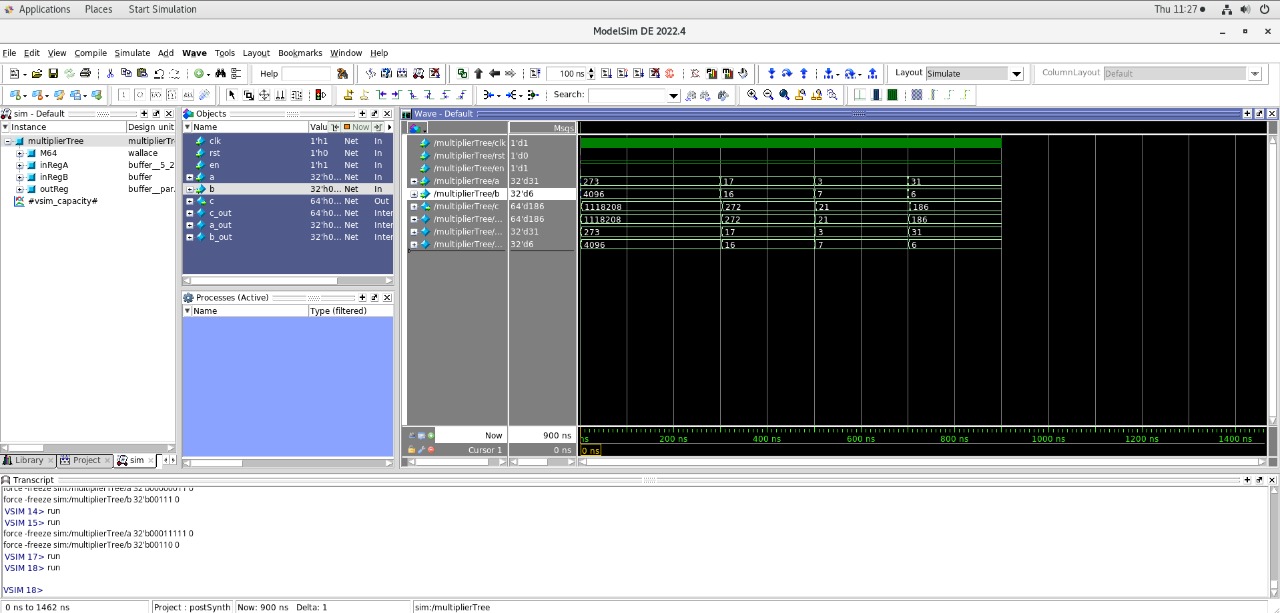 Applications Places Start Simulation Thu 11:27
ModelSim DE 2022.4
File Edit View Compile Simulate Add Wave Tools Layout Bookmarks Window Help
Help 100 ns Layout Simulate ColumnLayout Default
Search:
sim - Default
Instance Design unit
multiplierTree multiplierTr
M64 wallace
inRegA buffer__5_2
inRegB buffer
outReg buffer__par.
#vsim_capacity#
Library Project sim
Objects
Name Valu Now
clk 1'h1 Net In
rst 1'h0 Net In
en 1'h1 Net In
a 32'h0... Net In
b 32'h0... Net In
c 64'h0... Net Out
c_out 64'h0... Net Inter
a_out 32'h0... Net Inter
b_out 32'h0... Net Inter
Processes (Active)
Name Type (filtered)
Wave - Default
Msgs
/multiplierTree/clk 1'd1
/multiplierTree/rst 1'd0
/multiplierTree/en 1'd1
/multiplierTree/a 32'd31 273 17 3 31
/multiplierTree/b 32'd6 4096 16 7 6
/multiplierTree/c 64'd186 1118208 272 21 186
/multiplierTree/... 64'd186 1118208 272 21 186
/multiplierTree/... 32'd31 273 17 3 31
/multiplierTree/... 32'd6 4096 16 7 6
Now 900 ns ns 200 ns 400 ns 600 ns 800 ns 1000 ns 1200 ns 1400 ns
Cursor 1 0 ns 0 ns
Transcript
force -freeze sim:/multiplierTree/b 32'b00111 0
VSIM 14> run
VSIM 15> run
force -freeze sim:/multiplierTree/a 32'b00011111 0
force -freeze sim:/multiplierTree/b 32'b00110 0
VSIM 17> run
VSIM 18> run
VSIM 18>
0 ns to 1462 ns Project : postSynth Now: 900 ns Delta: 1 sim:/multiplierTree